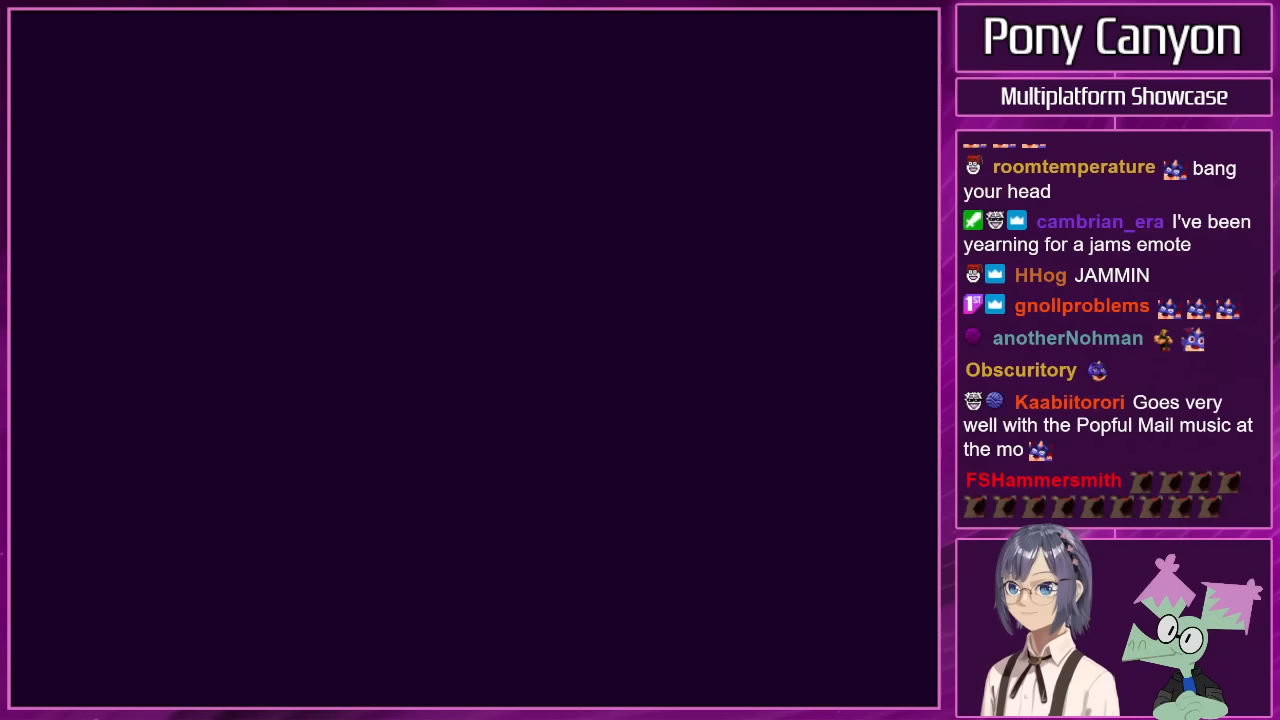 Pony Canyon
Multiplatform Showcase
roomtemperature bang
your head
cambrian_era I've been
yearning for a jams emote
HHog JAMMIN
1ST gnollproblems
anotherNohman
Obscuritory
Kaabiitorori Goes very
well with the Popful Mail music at
the mo
FSHammersmith